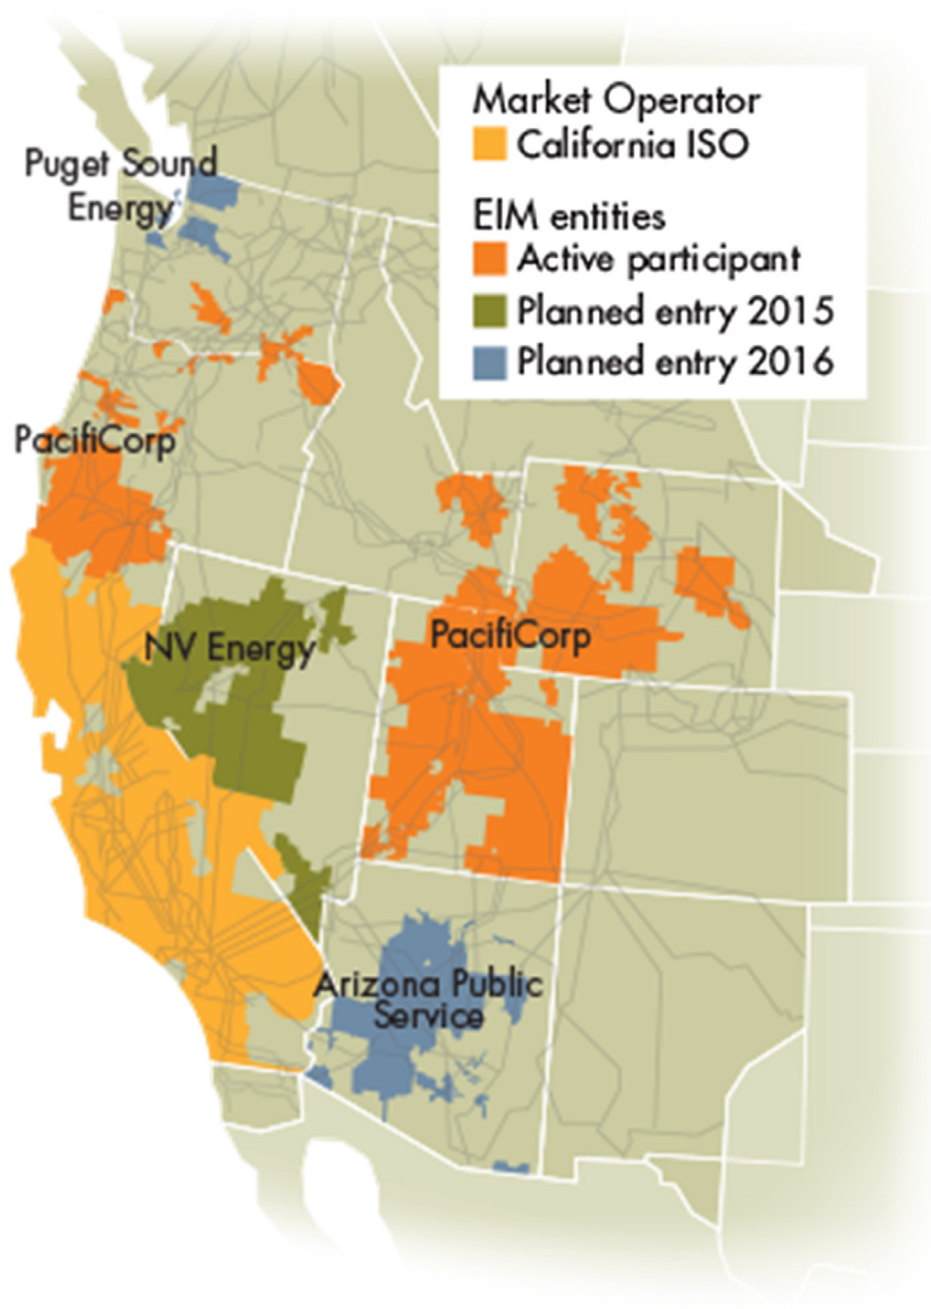 Market Operator
California ISO
EIM entities
Active participant
Planned entry 2015
Planned entry 2016
Puget Sound
Energy
PacifiCorp
NV Energy
PacifiCorp
Arizona Public
Service